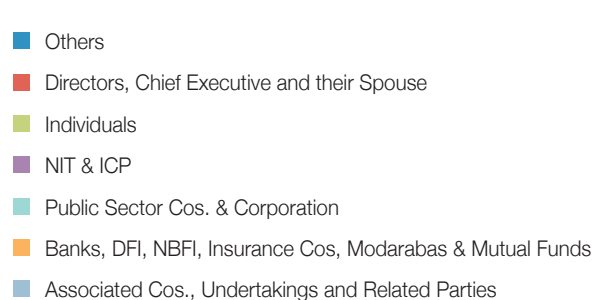 Others
Directors, Chief Executive and their Spouse
Individuals
NIT & ICP
Public Sector Cos. & Corporation
Banks, DFI, NBFI, Insurance Cos, Modarabas & Mutual Funds
Associated Cos., Undertakings and Related Parties